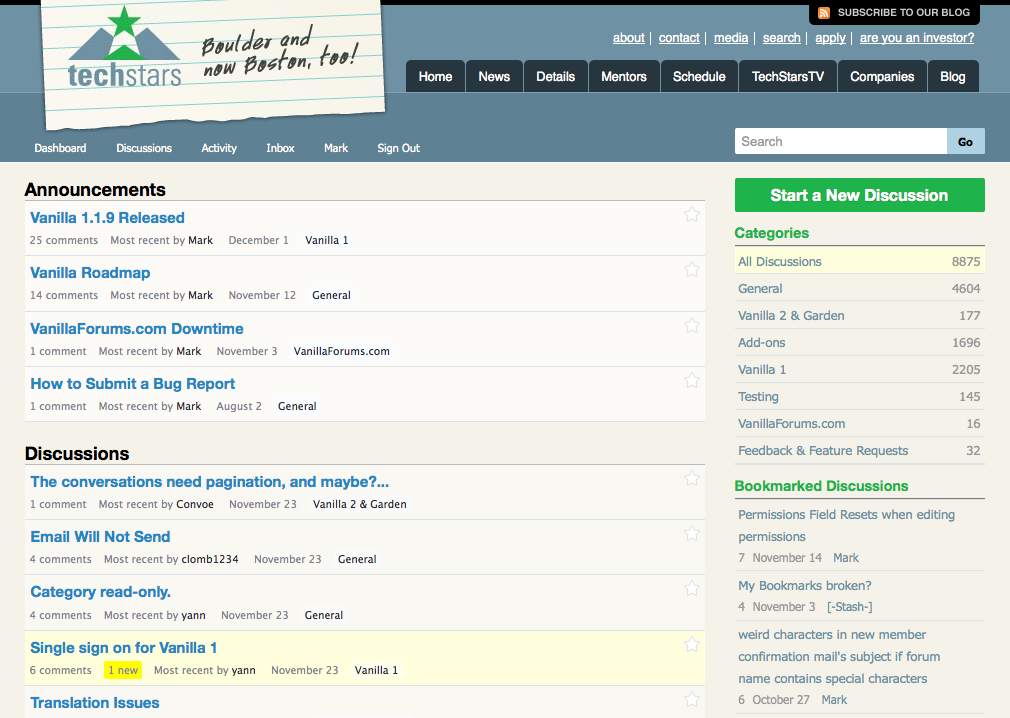 SUBSCRIBE TO OUR BLOG
about | contact | media | search | apply | are you an investor?
techstars
Boulder and
now Boston, too!
Home News Details Mentors Schedule TechStarsTV Companies Blog
Dashboard Discussions Activity Inbox Mark Sign Out
Search Go
Announcements
Vanilla 1.1.9 Released
25 comments Most recent by Mark December 1 Vanilla 1
Vanilla Roadmap
14 comments Most recent by Mark November 12 General
VanillaForums.com Downtime
1 comment Most recent by Mark November 3 VanillaForums.com
How to Submit a Bug Report
1 comment Most recent by Mark August 2 General
Discussions
The conversations need pagination, and maybe?...
1 comment Most recent by Convoe November 23 Vanilla 2 & Garden
Email Will Not Send
4 comments Most recent by clomb1234 November 23 General
Category read-only.
4 comments Most recent by yann November 23 General
Single sign on for Vanilla 1
6 comments 1 new Most recent by yann November 23 Vanilla 1
Translation Issues
Start a New Discussion
Categories
All Discussions 8875
General 4604
Vanilla 2 & Garden 177
Add-ons 1696
Vanilla 1 2205
Testing 145
VanillaForums.com 16
Feedback & Feature Requests 32
Bookmarked Discussions
Permissions Field Resets when editing
permissions
7 November 14 Mark
My Bookmarks broken?
4 November 3 [-Stash-]
weird characters in new member
confirmation mail's subject if forum
name contains special characters
6 October 27 Mark